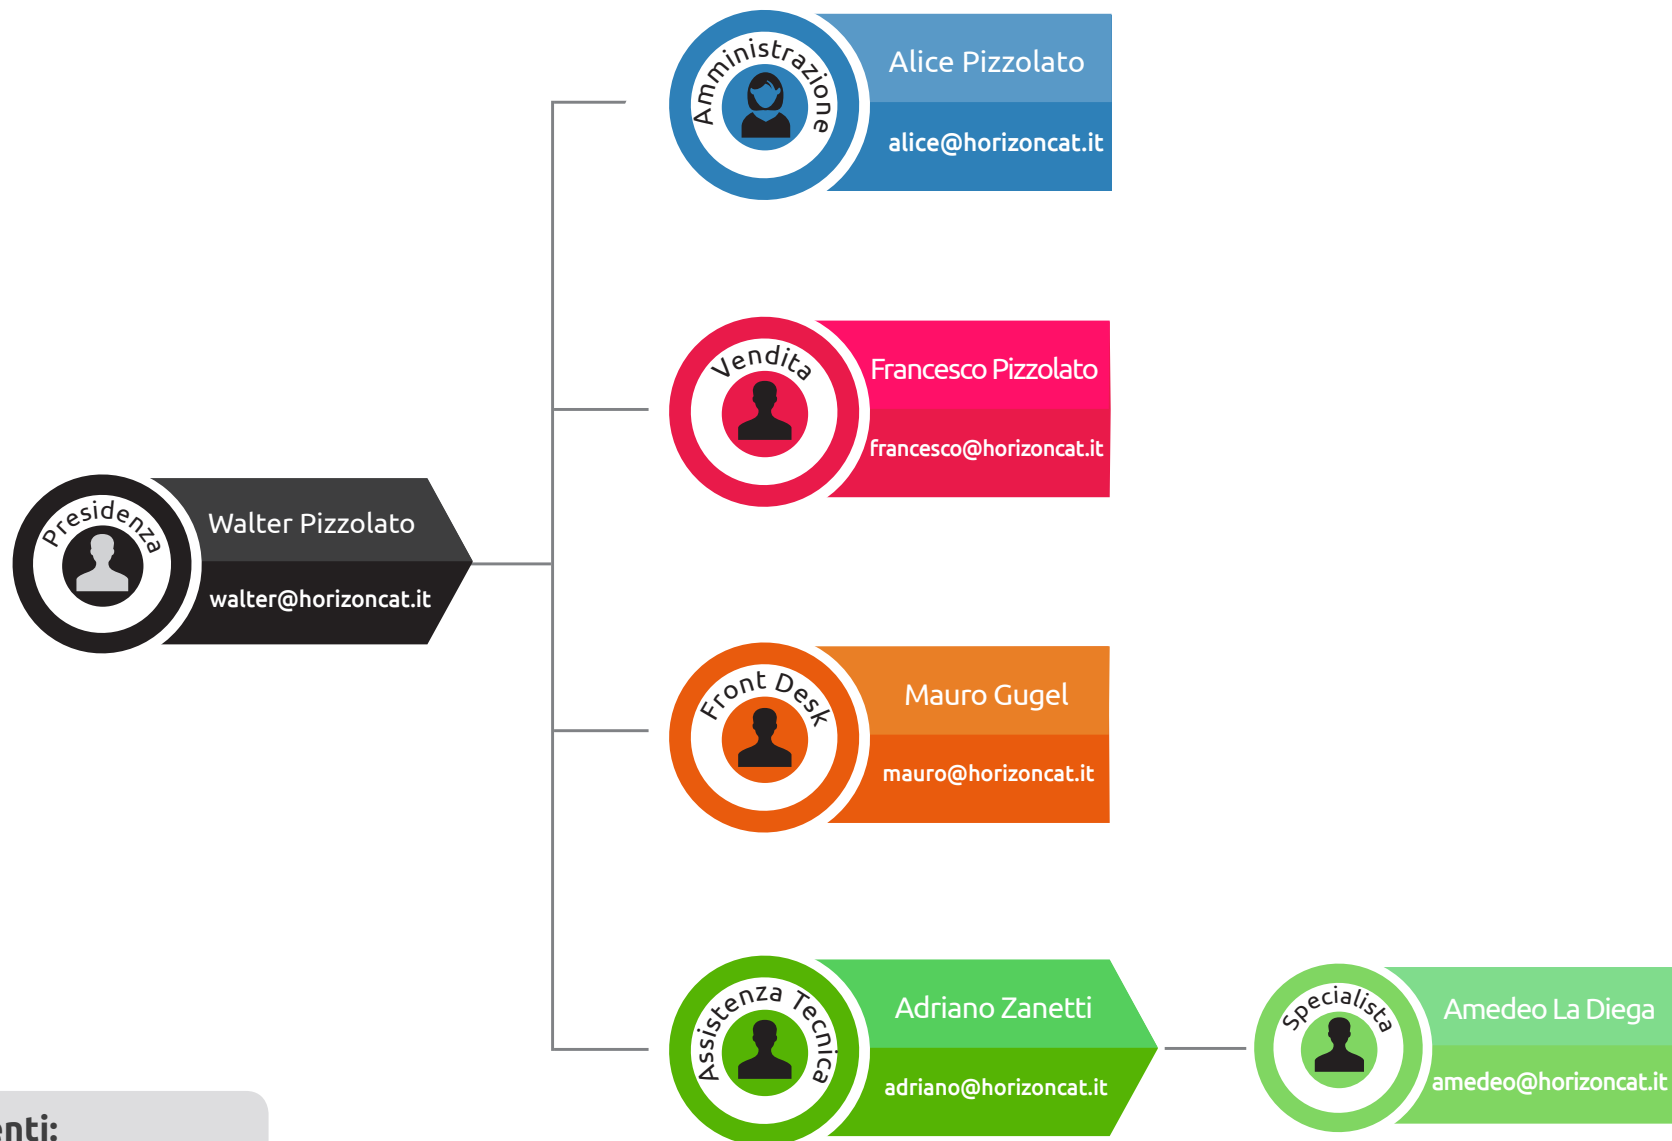 Amministrazione
Alice Pizzolato
alice@horizoncat.it
Vendita
Francesco Pizzolato
francesco@horizoncat.it
Presidenza
Walter Pizzolato
walter@horizoncat.it
Front Desk
Mauro Gugel
mauro@horizoncat.it
Assistenza Tecnica
Adriano Zanetti
adriano@horizoncat.it
Specialista
Amedeo La Diega
amedeo@horizoncat.it